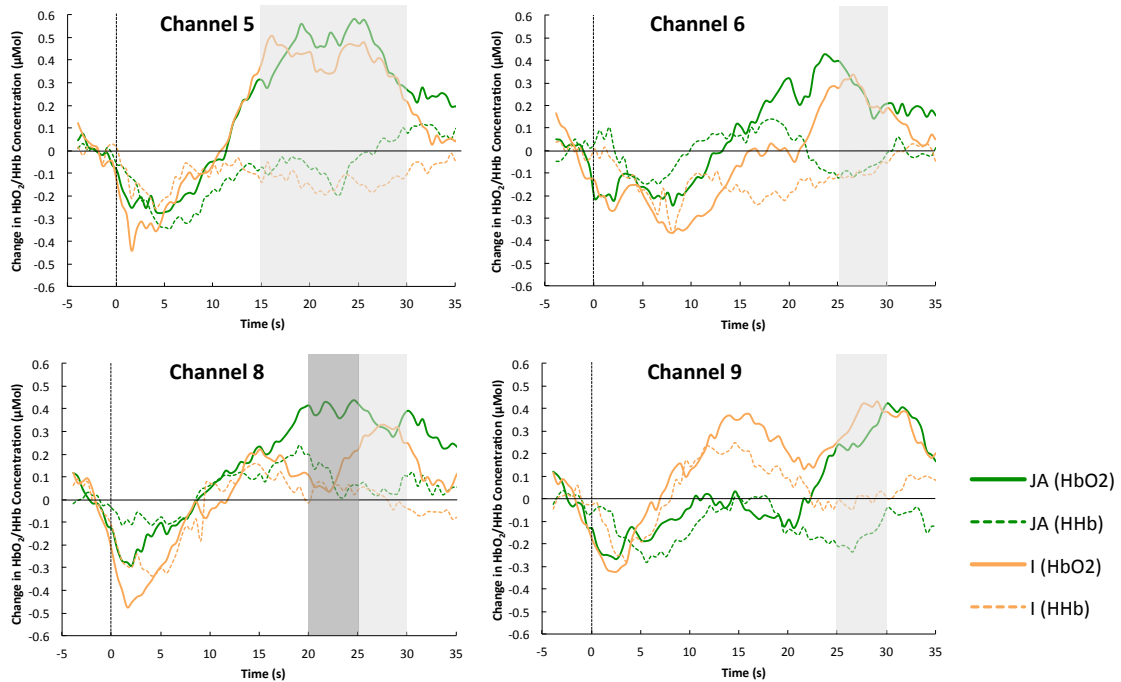 Channel 5
Change in HbO₂/HHb Concentration (µMol)
0.6
0.5
0.4
0.3
0.2
0.1
0
-0.1
-0.2
-0.3
-0.4
-0.5
-0.6
-5 0 5 10 15 20 25 30 35
Time (s)
Channel 6
Change in HbO₂/HHb Concentration (µMol)
0.6
0.5
0.4
0.3
0.2
0.1
0
-0.1
-0.2
-0.3
-0.4
-0.5
-0.6
-5 0 5 10 15 20 25 30 35
Time (s)
Channel 8
Change in HbO₂/HHb Concentration (µMol)
0.6
0.5
0.4
0.3
0.2
0.1
0
-0.1
-0.2
-0.3
-0.4
-0.5
-0.6
-5 0 5 10 15 20 25 30 35
Time (s)
Channel 9
Change in HbO₂/HHb Concentration (µMol)
0.6
0.5
0.4
0.3
0.2
0.1
0
-0.1
-0.2
-0.3
-0.4
-0.5
-0.6
-5 0 5 10 15 20 25 30 35
Time (s)
JA (HbO2)
JA (HHb)
I (HbO2)
I (HHb)